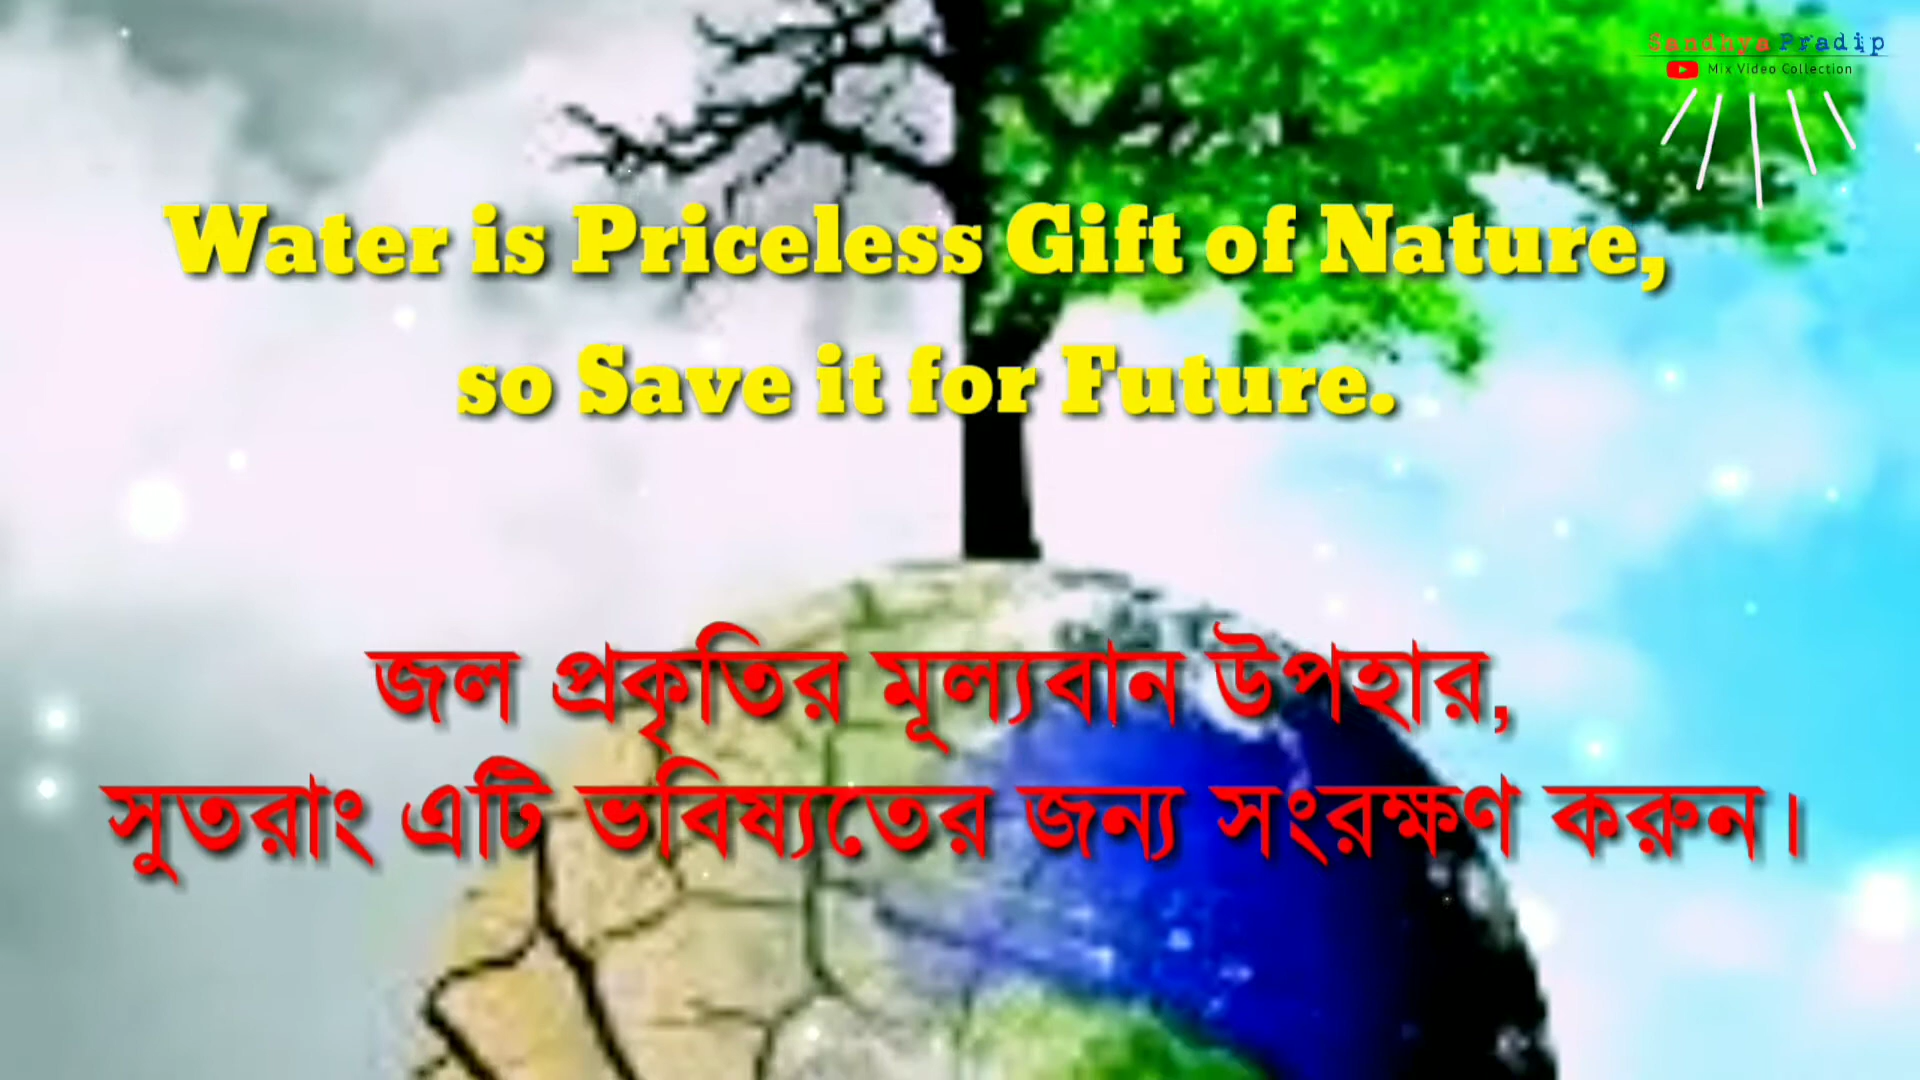 Sandhya Pradip
Mix Video Collection
Water is Priceless Gift of Nature,
so Save it for Future.
জল প্রকৃতির মূল্যবান উপহার,
সুতরাং এটি ভবিষ্যতের জন্য সংরক্ষণ করুন।